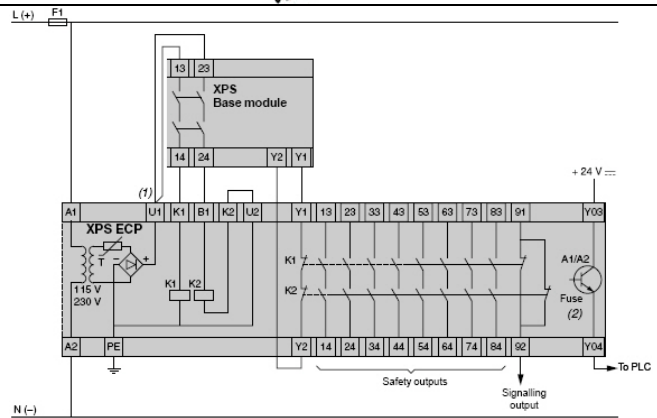 L (+) F1
13 23
XPS
Base module
14 24 Y2 Y1
+ 24 V
(1)
A1 U1 K1 B1 K2 U2 Y1 13 23 33 43 53 63 73 83 91 Y03
XPS ECP
T
- +
K1 A1/A2
K1 K2
115 V
230 V
K2
Fuse
(2)
A2 PE Y2 14 24 34 44 54 64 74 84 92 Y04
To PLC
Safety outputs
Signalling
output
N (–)